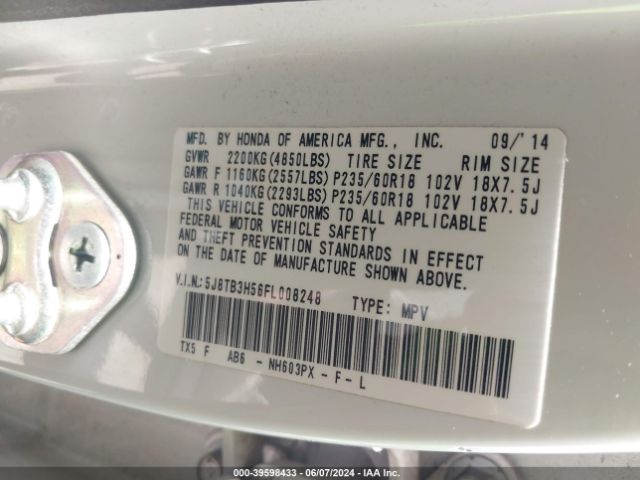 MFD. BY HONDA OF AMERICA MFG., INC. 09/'14
GVWR 2200KG(4850LBS) TIRE SIZE RIM SIZE
GAWR F 1160KG(2557LBS) P235/60R18 102V 18X7.5J
GAWR R 1040KG(2293LBS) P235/60R18 102V 18X7.5J
THIS VEHICLE CONFORMS TO ALL APPLICABLE
FEDERAL MOTOR VEHICLE SAFETY
AND THEFT PREVENTION STANDARDS IN EFFECT
ON THE DATE OF MANUFACTURE SHOWN ABOVE.
V.I.N.:5J8TB3H56FL008248 TYPE: MPV
TX5 F AB6 - NH603PX - F - L
000-39598433 - 06/07/2024 - IAA Inc.